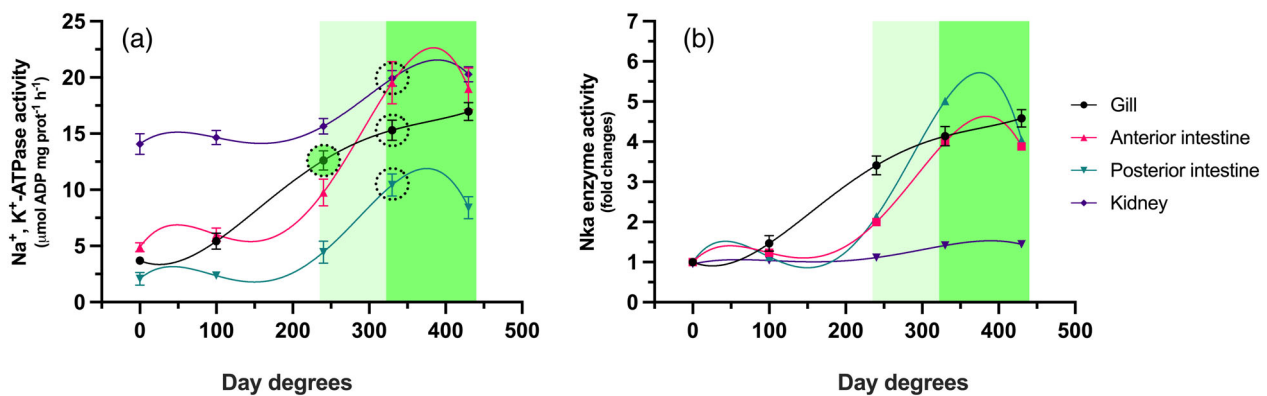 (a)
Na⁺, K⁺-ATPase activity
(μmol ADP mg prot⁻¹ h⁻¹)
25
20
15
10
5
0
0 100 200 300 400 500
Day degrees
(b)
Nka enzyme activity
(fold changes)
7
6
5
4
3
2
1
0
0 100 200 300 400 500
Day degrees
Gill
Anterior intestine
Posterior intestine
Kidney